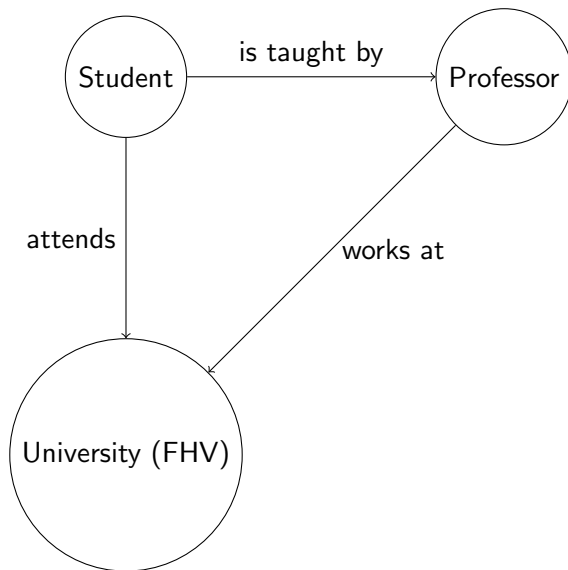 is taught by
Student
Professor
attends
works at
University (FHV)